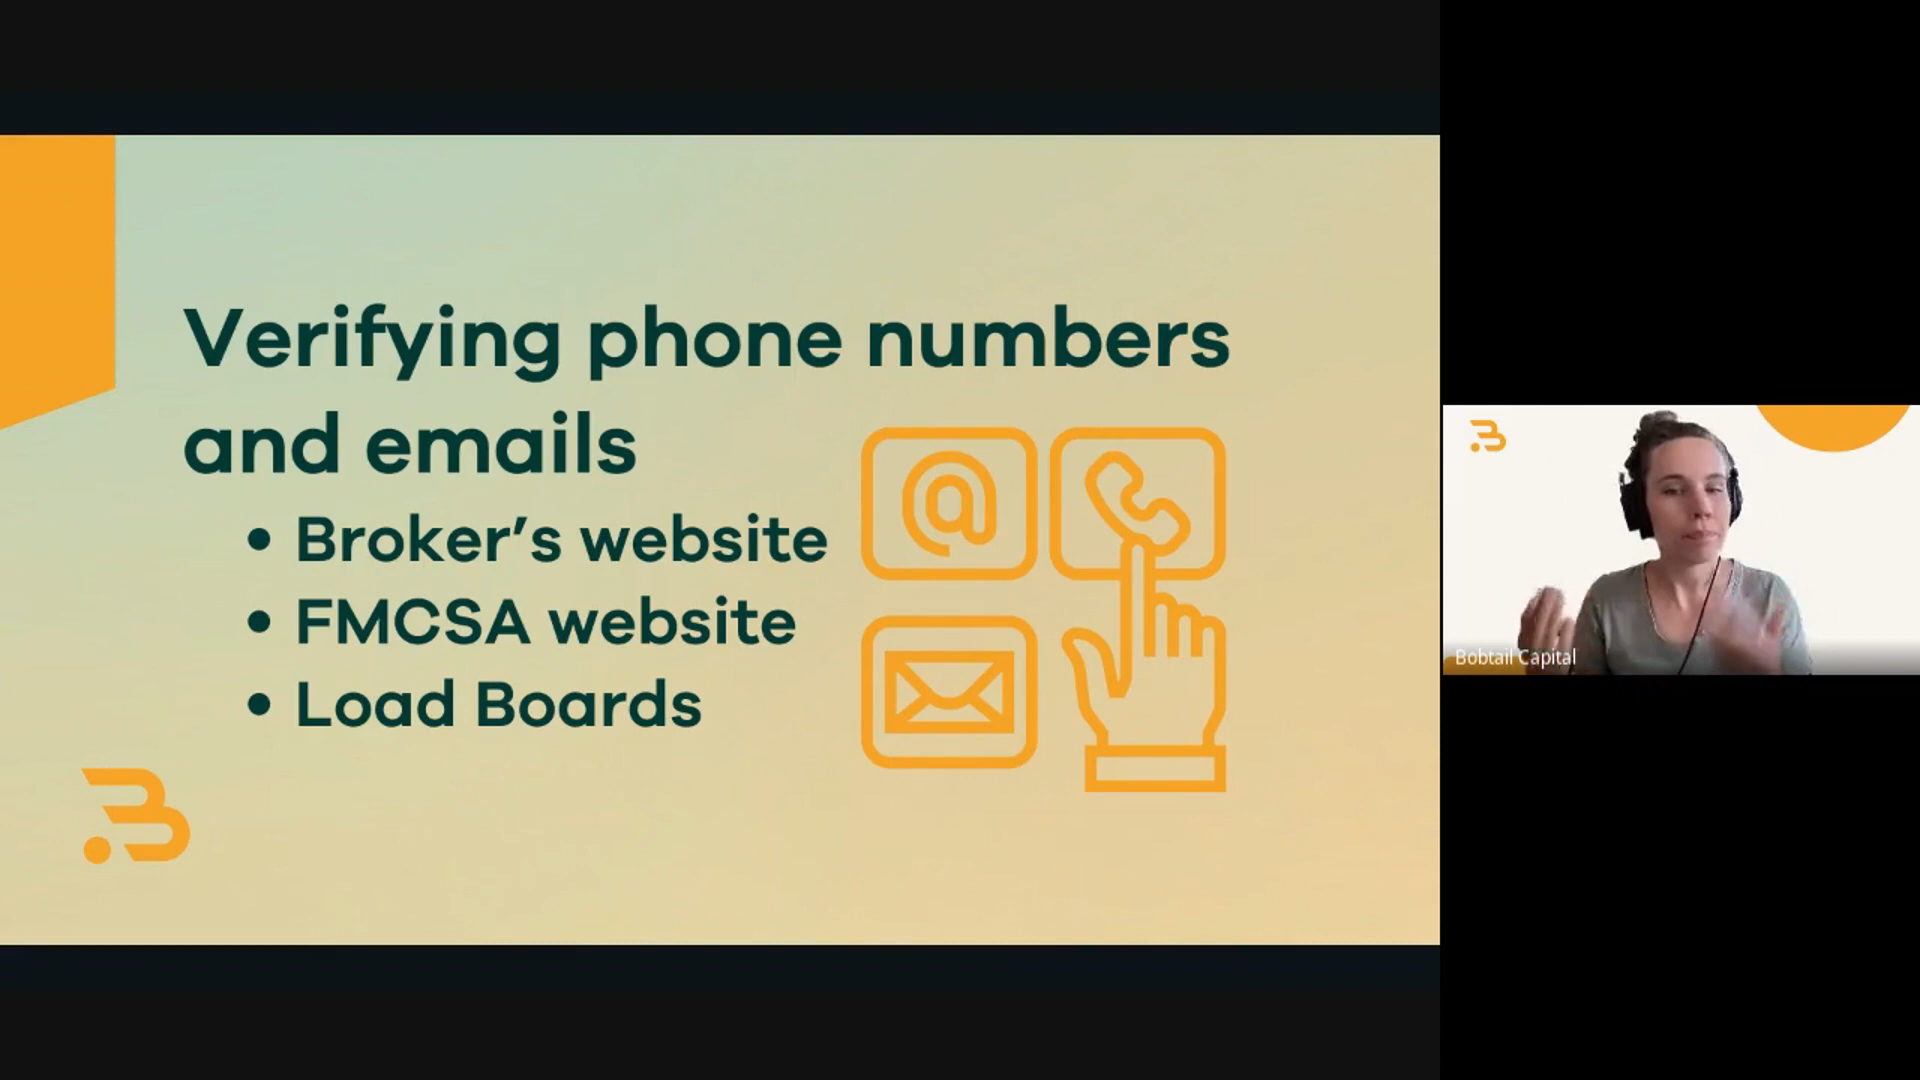 Verifying phone numbers
and emails
• Broker’s website
• FMCSA website
• Load Boards
Bobtail Capital